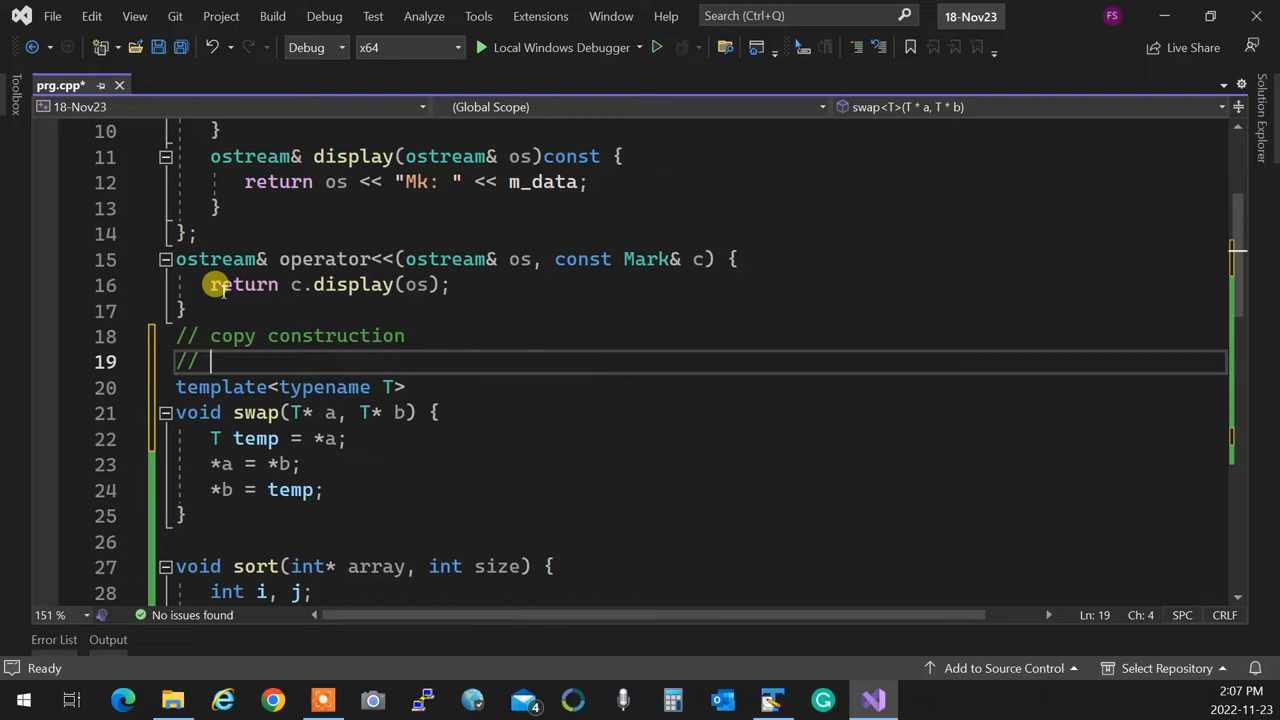 File Edit View Git Project Build Debug Test Analyze Tools Extensions Window Help Search (Ctrl+Q) 18-Nov23 FS
Debug x64 Local Windows Debugger Live Share
Toolbox
prg.cpp*
18-Nov23 (Global Scope) swap<T>(T * a, T * b)
Solution Explorer
10 }
11 ostream& display(ostream& os)const {
12 return os << "Mk: " << m_data;
13 }
14 };
15 ostream& operator<<(ostream& os, const Mark& c) {
16 return c.display(os);
17 }
18 // copy construction
19 //
20 template<typename T>
21 void swap(T* a, T* b) {
22 T temp = *a;
23 *a = *b;
24 *b = temp;
25 }
26
27 void sort(int* array, int size) {
28 int i, j;
151 % No issues found Ln: 19 Ch: 4 SPC CRLF
Error List Output
Ready Add to Source Control Select Repository
4
2:07 PM
2022-11-23